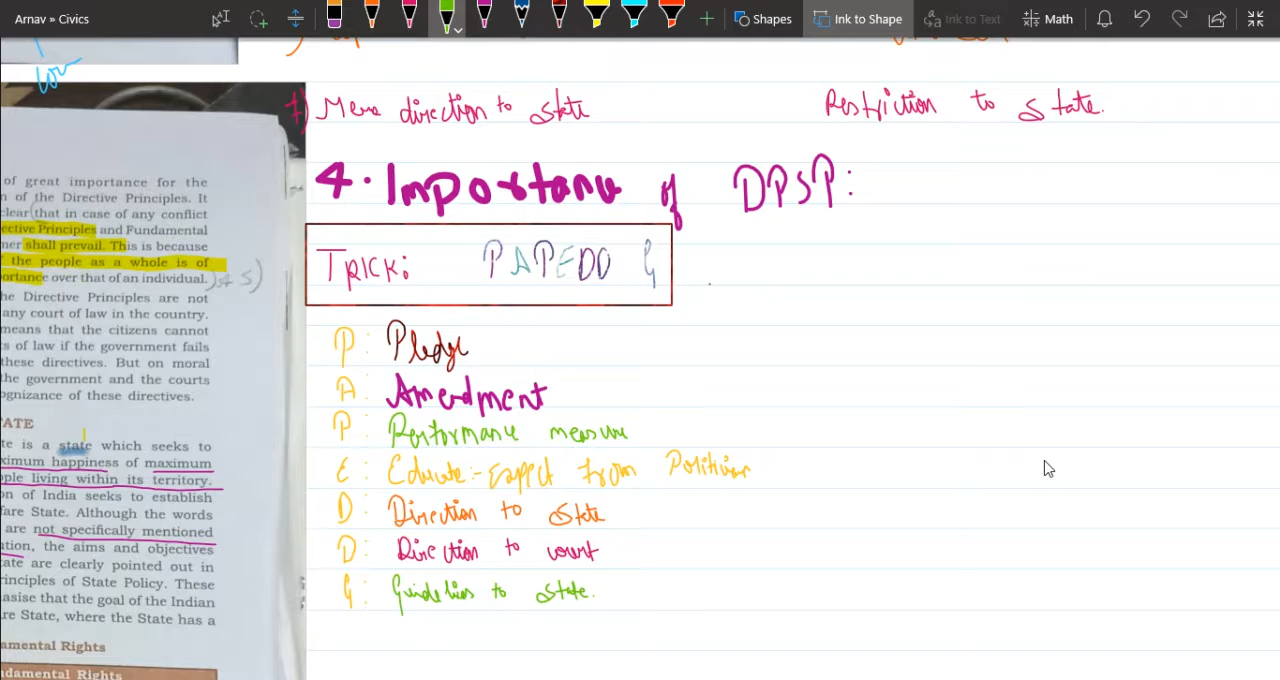 Arnav » Civics
Shapes
Ink to Shape
Ink to Text
Math
low
7) Mere direction to state
Restriction to state.
4. Importance of DPSP:
TRICK: PAPEDD G
P: Pledge
A: Amendment
P: Performance measure
E: Educate:- expect from
D: Direction to state
D: Direction to court
G: Guidelines to state.
of great importance for the
n of the Directive Principles. It
clear that in case of any conflict
ective Principles and Fundamental
ner shall prevail. This is because
f the people as a whole is of
portance over that of an individual.
he Directive Principles are not
any court of law in the country.
means that the citizens cannot
s of law if the government fails
these directives. But on moral
the government and the courts
ognizance of these directives.
ATE
te is a state which seeks to
ximum happiness of maximum
ople living within its territory.
on of India seeks to establish
fare State. Although the words
are not specifically mentioned
ution, the aims and objectives
tate are clearly pointed out in
rinciples of State Policy. These
asise that the goal of the Indian
re State, where the State has a
amental Rights
ndamental Rights